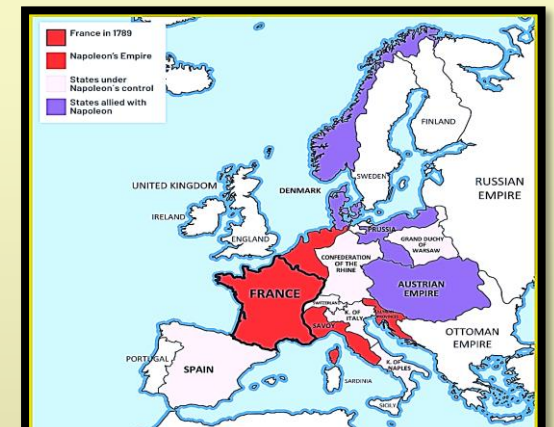 France in 1789
Napoleon's Empire
States under
Napoleon's control
States allied with
Napoleon
FINLAND
SWEDEN
UNITED KINGDOM
DENMARK
RUSSIAN
EMPIRE
IRELAND
ENGLAND
PRUSSIA
GRAND DUCHY
OF
WARSAW
CONFEDERATION
OF THE
RHINE
FRANCE
AUSTRIAN
EMPIRE
SWITZERLAND
K. OF
ITALY
SAVOY
OTTOMAN
EMPIRE
PORTUGAL
SPAIN
K. OF
NAPLES
SARDINIA
SICILY